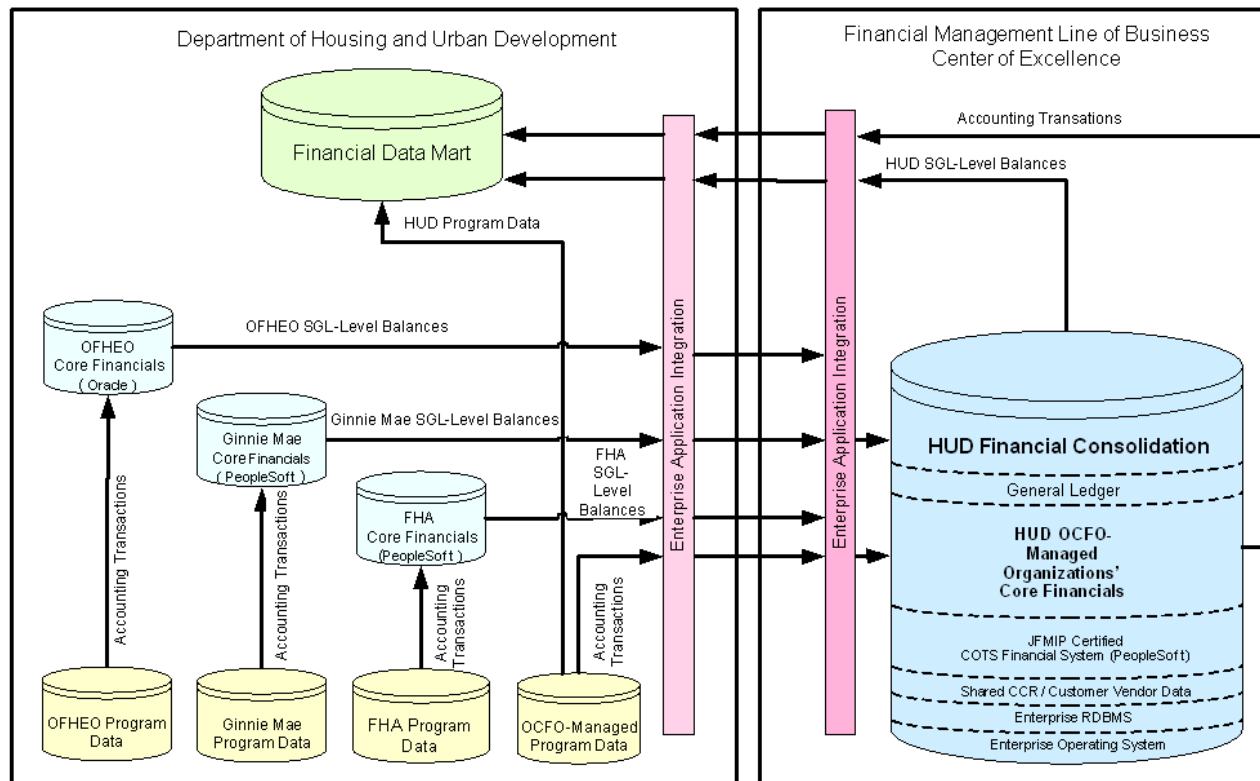 Department of Housing and Urban Development
Financial Management Line of Business
Center of Excellence
Financial Data Mart
Accounting Transations
HUD SGL-Level Balances
HUD Program Data
OFHEO SGL-Level Balances
OFHEO
Core Financials
( Oracle )
Ginnie Mae SGL-Level Balances
Ginnie Mae
Core Financials
( PeopleSoft )
FHA
SGL-
Level
Balances
FHA
Core Financials
(PeopleSoft )
Enterprise Application Integration
Enterprise Application Integration
HUD Financial Consolidation
General Ledger
HUD OCFO-
Managed
Organizations'
Core Financials
JFMIP Certified
COTS Financial System (PeopleSoft)
Shared CCR / Customer Vendor Data
Enterprise RDBMS
Enterprise Operating System
Accounting Transactions
Accounting Transactions
Accounting
Transactions
Accounting
Transactions
OFHEO Program
Data
Ginnie Mae
Program Data
FHA Program
Data
OCFO-Managed
Program Data